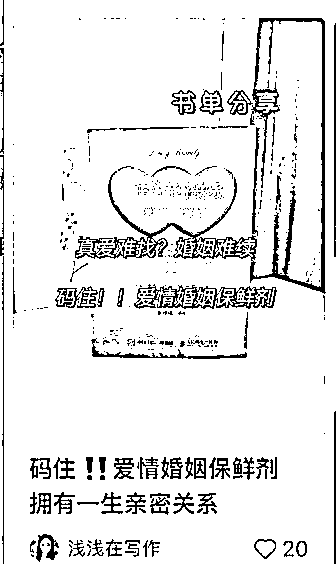 书单分享
真爱难找？婚姻难续
码住！！爱情婚姻保鲜剂
码住‼️爱情婚姻保鲜剂
拥有一生亲密关系
浅浅在写作
20